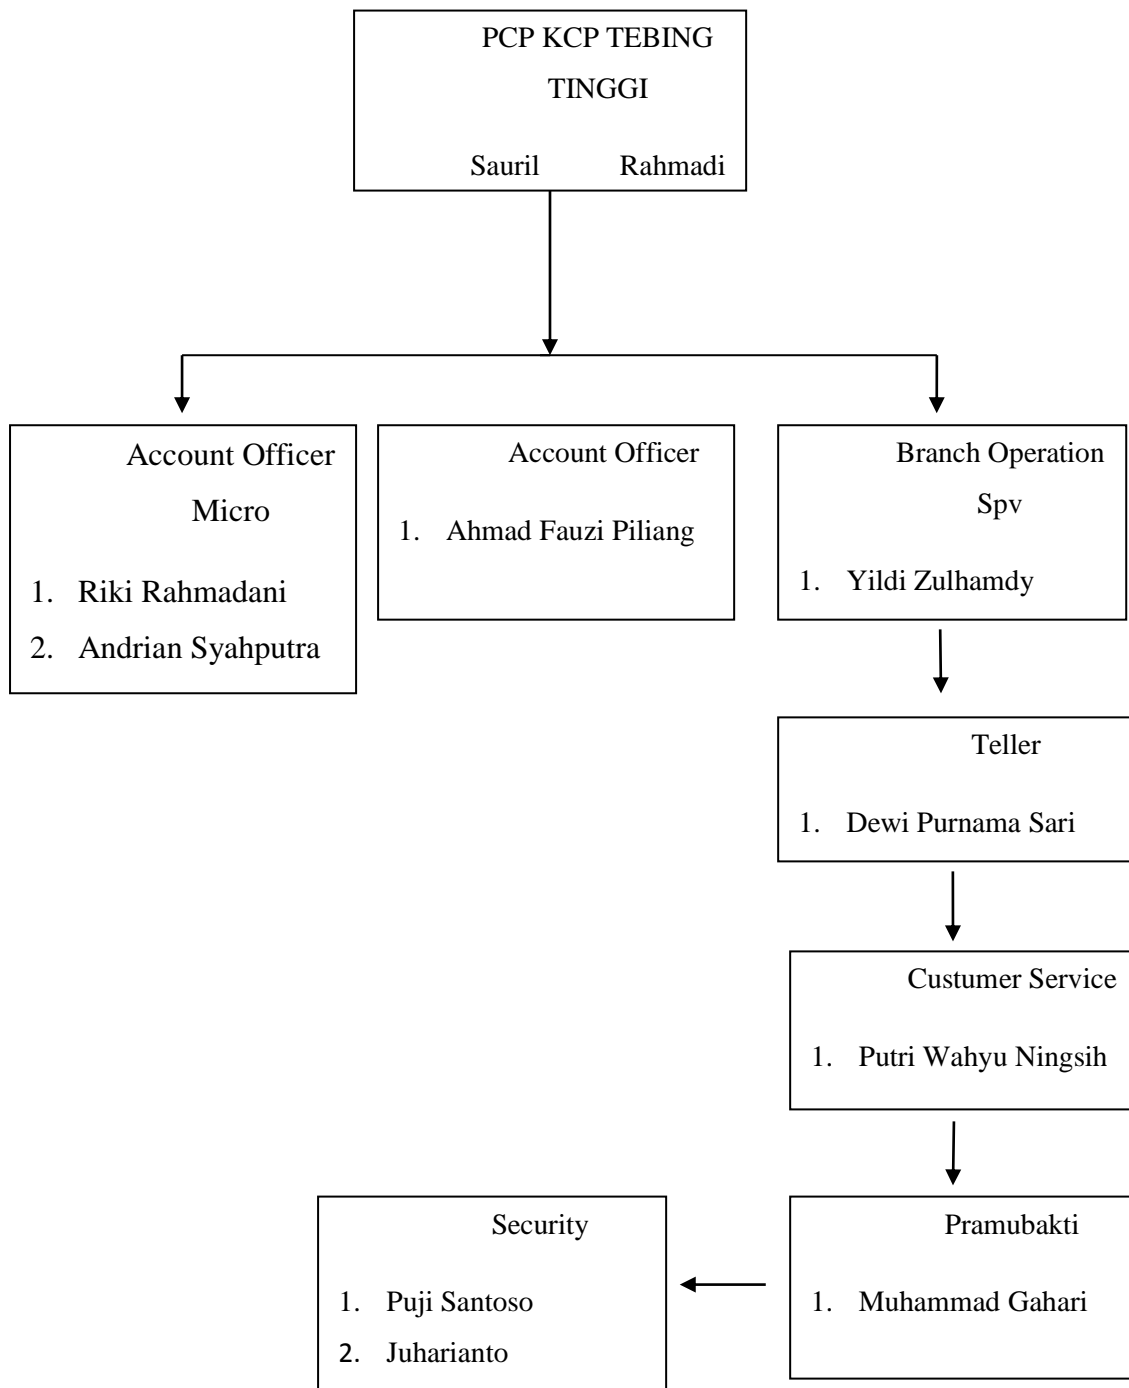 PCP KCP TEBING
TINGGI
Sauril Rahmadi
Account Officer
Micro
1. Riki Rahmadani
2. Andrian Syahputra
Account Officer
1. Ahmad Fauzi Piliang
Branch Operation
Spv
1. Yildi Zulhamdy
Teller
1. Dewi Purnama Sari
Custumer Service
1. Putri Wahyu Ningsih
Pramubakti
1. Muhammad Gahari
Security
1. Puji Santoso
2. Juharianto